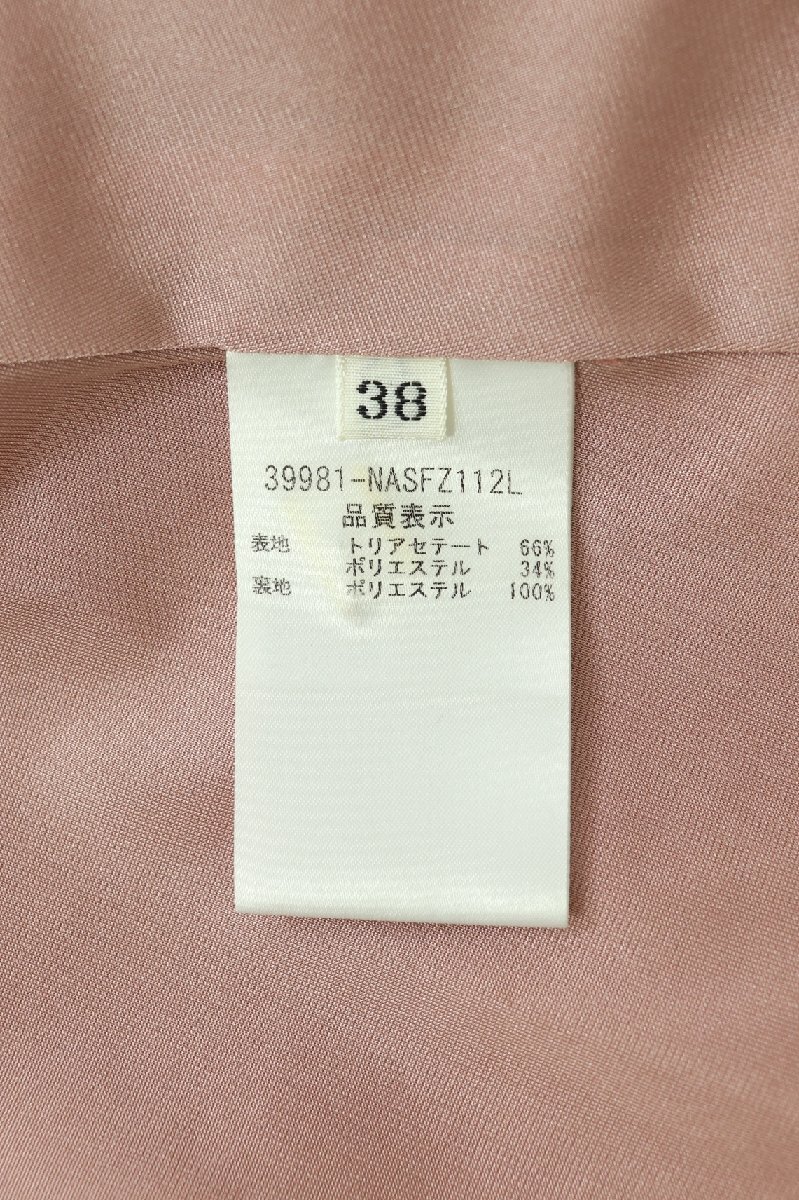 38
39981-NASFZ112L
品質表示
表地 トリアセテート 66%
ポリエステル 34%
裏地 ポリエステル 100%